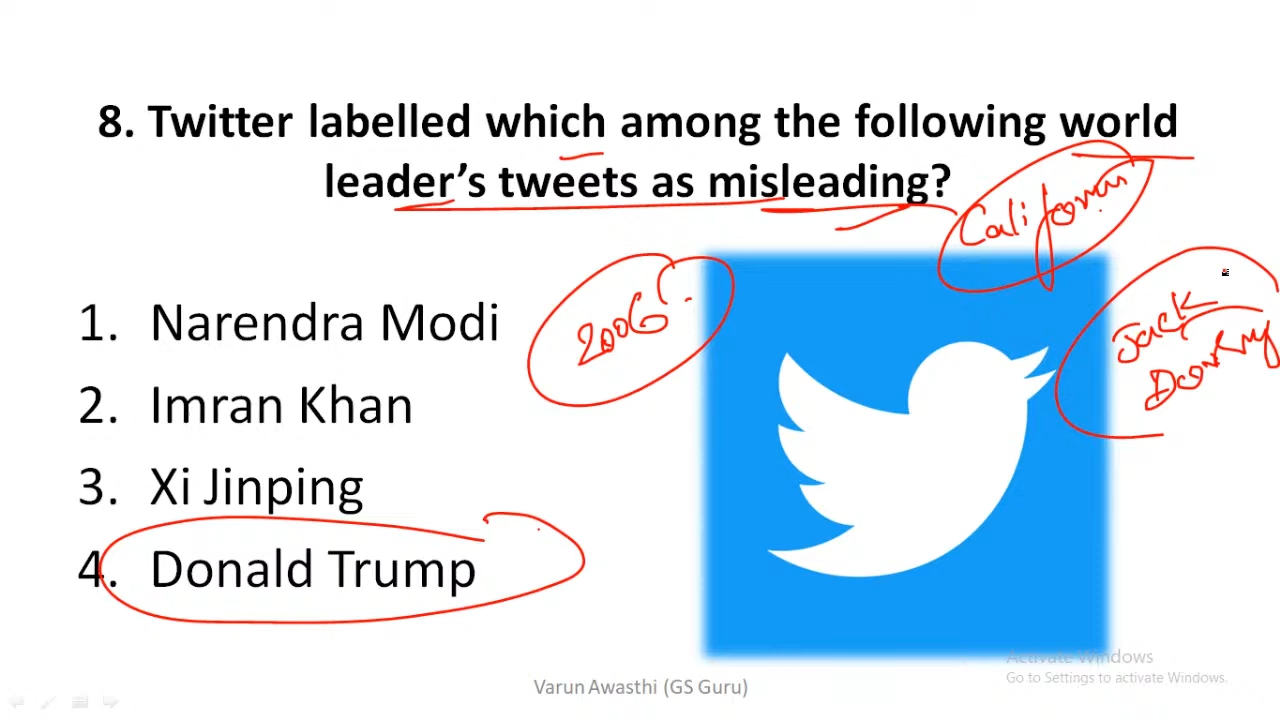 8. Twitter labelled which among the following world
leader’s tweets as misleading?
California
2006
Jack
Dorsey
1. Narendra Modi
2. Imran Khan
3. Xi Jinping
4. Donald Trump
Activate Windows
Go to Settings to activate Windows.
Varun Awasthi (GS Guru)